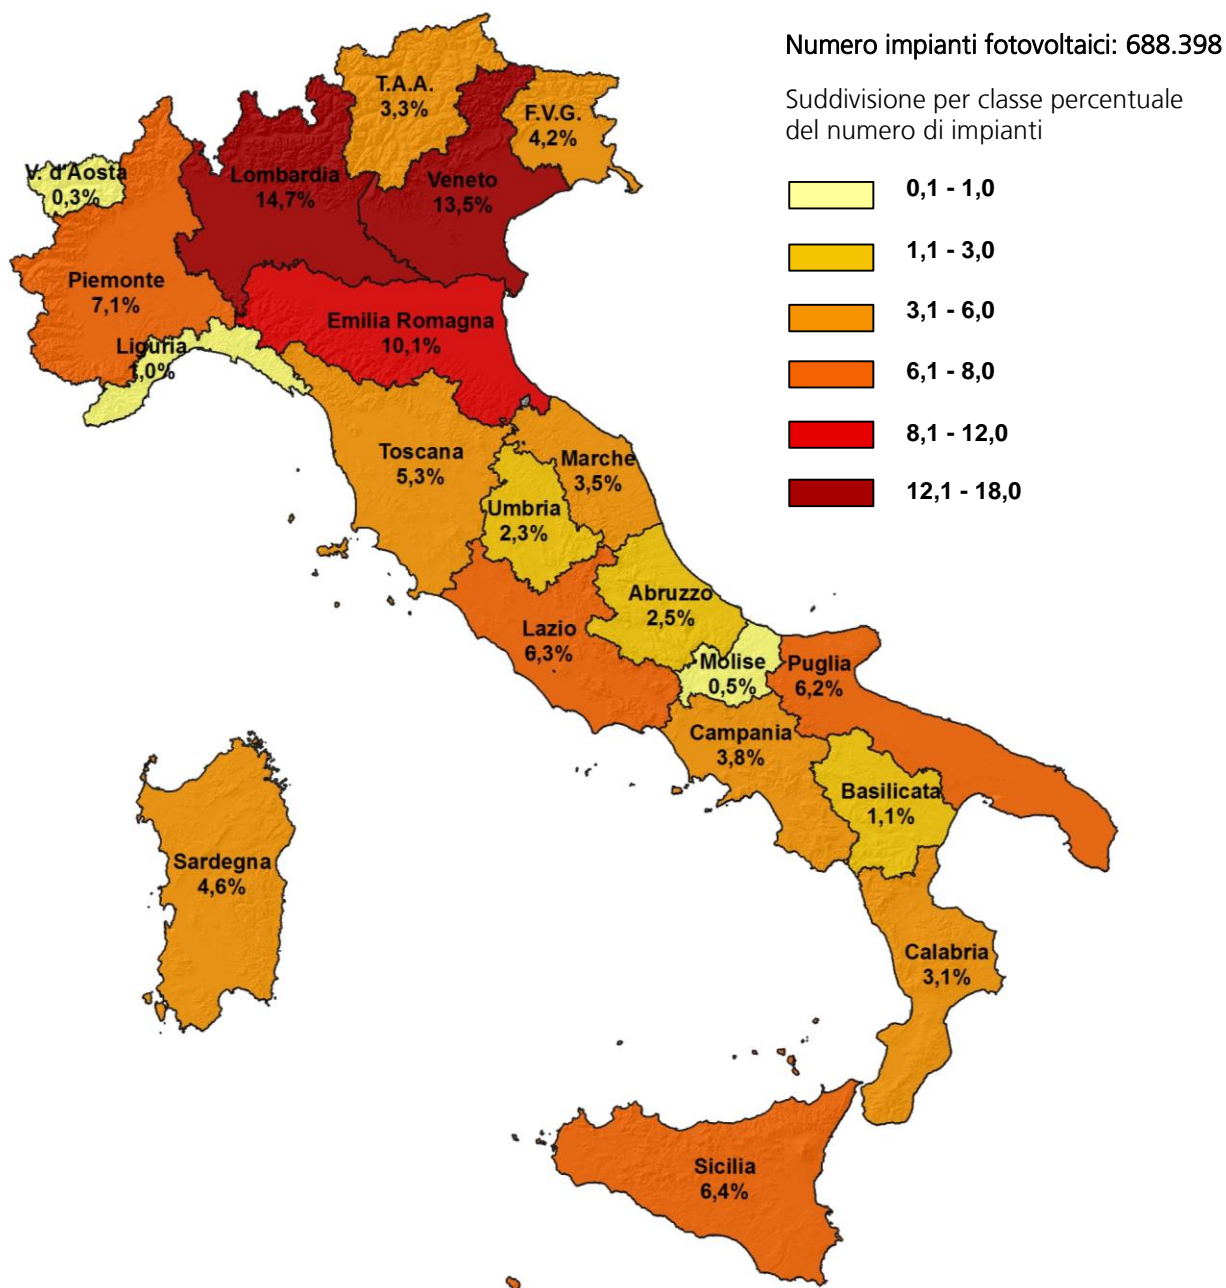 Numero impianti fotovoltaici: 688.398
Suddivisione per classe percentuale
del numero di impianti
0,1 - 1,0
1,1 - 3,0
3,1 - 6,0
6,1 - 8,0
8,1 - 12,0
12,1 - 18,0
T.A.A.
3,3%
F.V.G.
4,2%
V. d'Aosta
0,3%
Lombardia
14,7%
Veneto
13,5%
Piemonte
7,1%
Emilia Romagna
10,1%
Liguria
1,0%
Toscana
5,3%
Marche
3,5%
Umbria
2,3%
Abruzzo
2,5%
Lazio
6,3%
Molise
0,5%
Puglia
6,2%
Campania
3,8%
Basilicata
1,1%
Sardegna
4,6%
Calabria
3,1%
Sicilia
6,4%